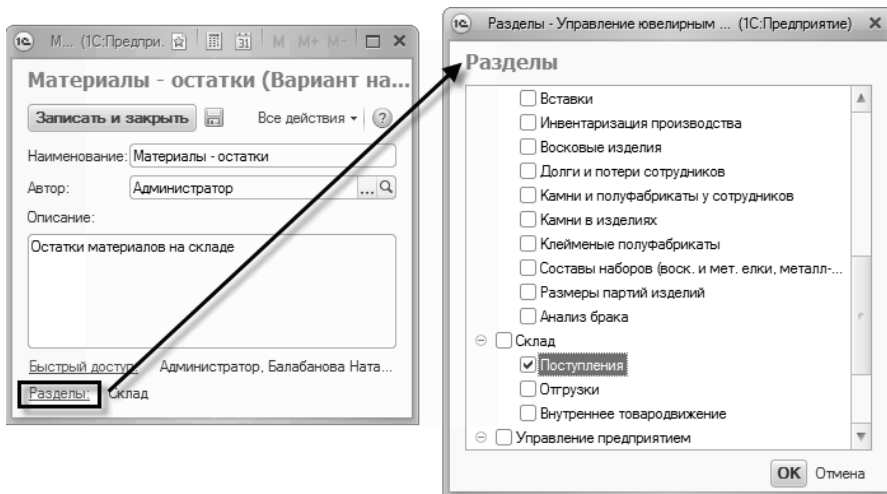 М... (1С:Предпри. 31 M M+ M-
Материалы - остатки (Вариант на...
Записать и закрыть Все действия ?
Наименование: Материалы - остатки
Автор: Администратор ...
Описание:
Остатки материалов на складе
Быстрый доступ: Администратор, Балабанова Ната...
Разделы: Склад
Разделы - Управление ювелирным ... (1С:Предприятие)
Разделы
Вставки
Инвентаризация производства
Восковые изделия
Долги и потери сотрудников
Камни и полуфабрикаты у сотрудников
Камни в изделиях
Клейменые полуфабрикаты
Составы наборов (воск. и мет. елки, металл-...
Размеры партий изделий
Анализ брака
Склад
Поступления
Отгрузки
Внутреннее товародвижение
Управление предприятием
ОК Отмена